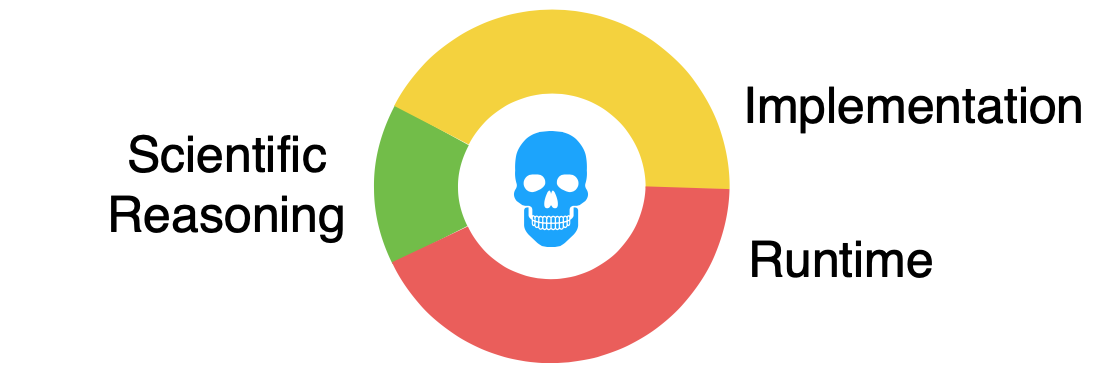 Implementation
Scientific
Reasoning
Runtime